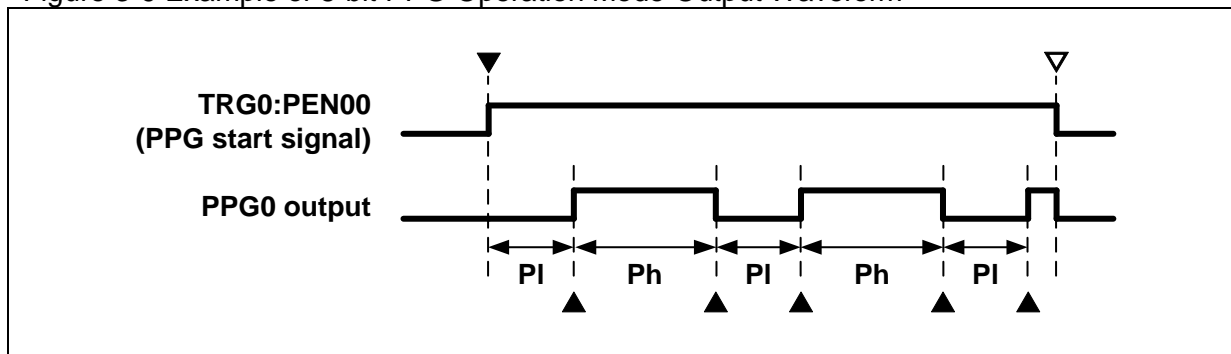 TRG0:PEN00
(PPG start signal)
PPG0 output
Pl Ph Pl Ph Pl